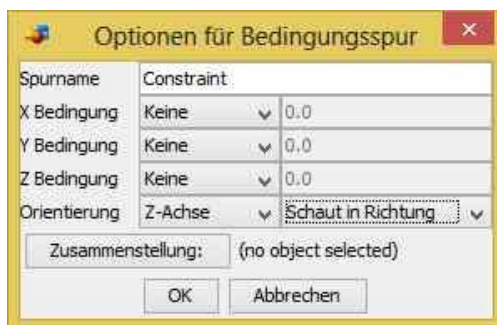 Optionen für Bedingungsspur
Spurname Constraint
X Bedingung Keine 0.0
Y Bedingung Keine 0.0
Z Bedingung Keine 0.0
Orientierung Z-Achse Schaut in Richtung
Zusammenstellung: (no object selected)
OK Abbrechen